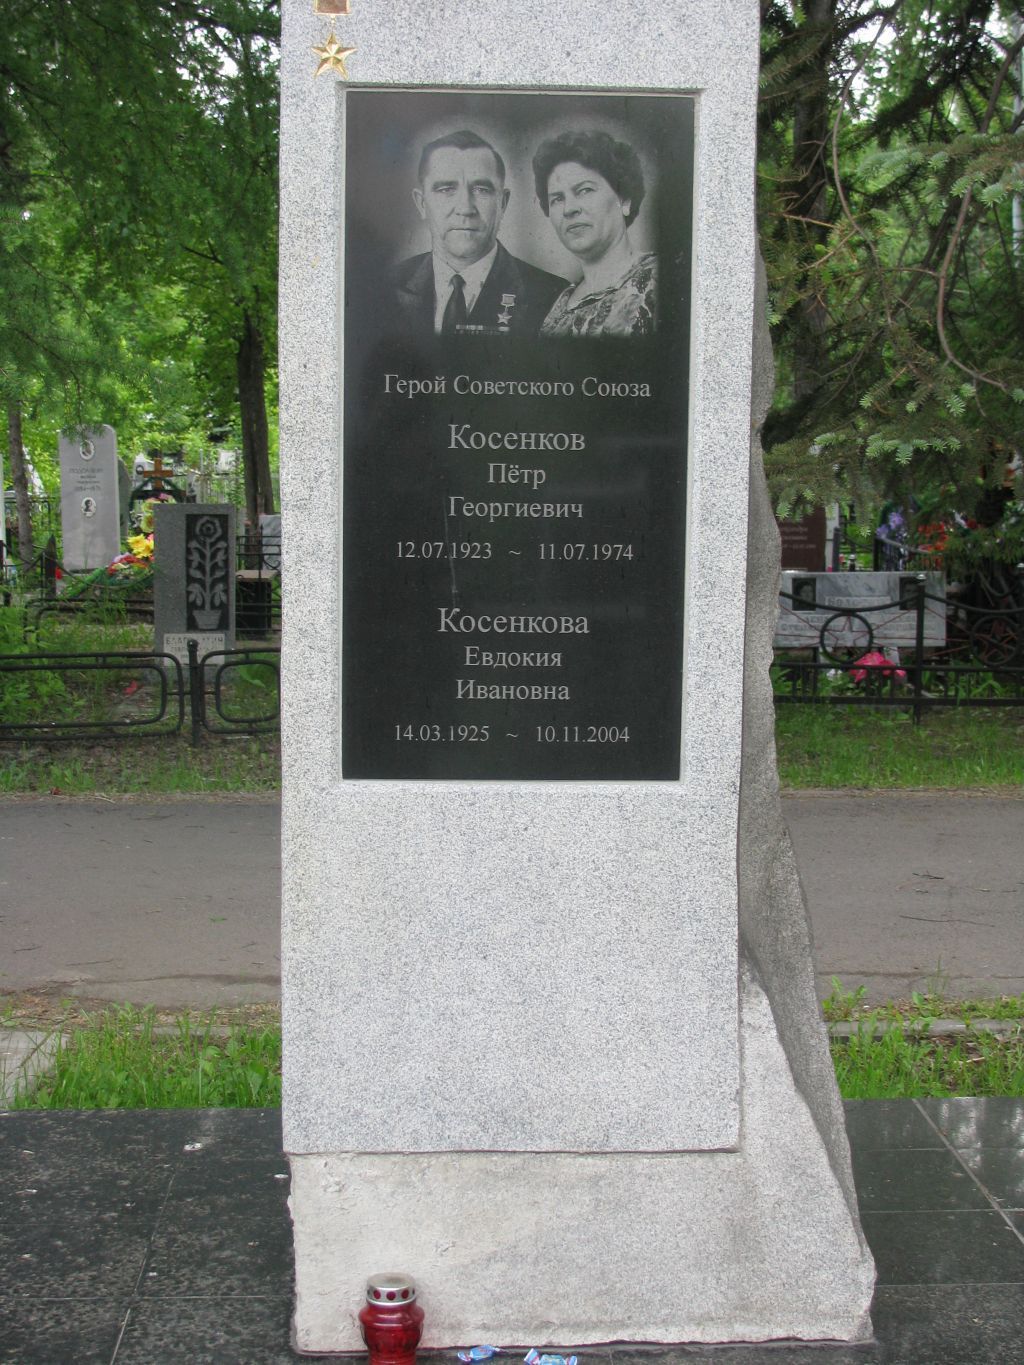 Герой Советского Союза
Косенков
Пётр
Георгиевич
12.07.1923 ~ 11.07.1974
Косенкова
Евдокия
Ивановна
14.03.1925 ~ 10.11.2004